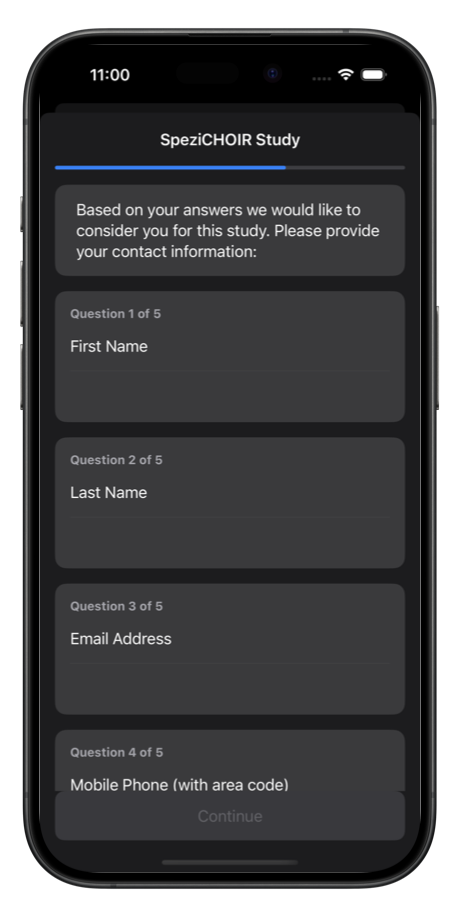 11:00
SpeziCHOIR Study
Based on your answers we would like to
consider you for this study. Please provide
your contact information:
Question 1 of 5
First Name
Question 2 of 5
Last Name
Question 3 of 5
Email Address
Question 4 of 5
Mobile Phone (with area code)
Continue